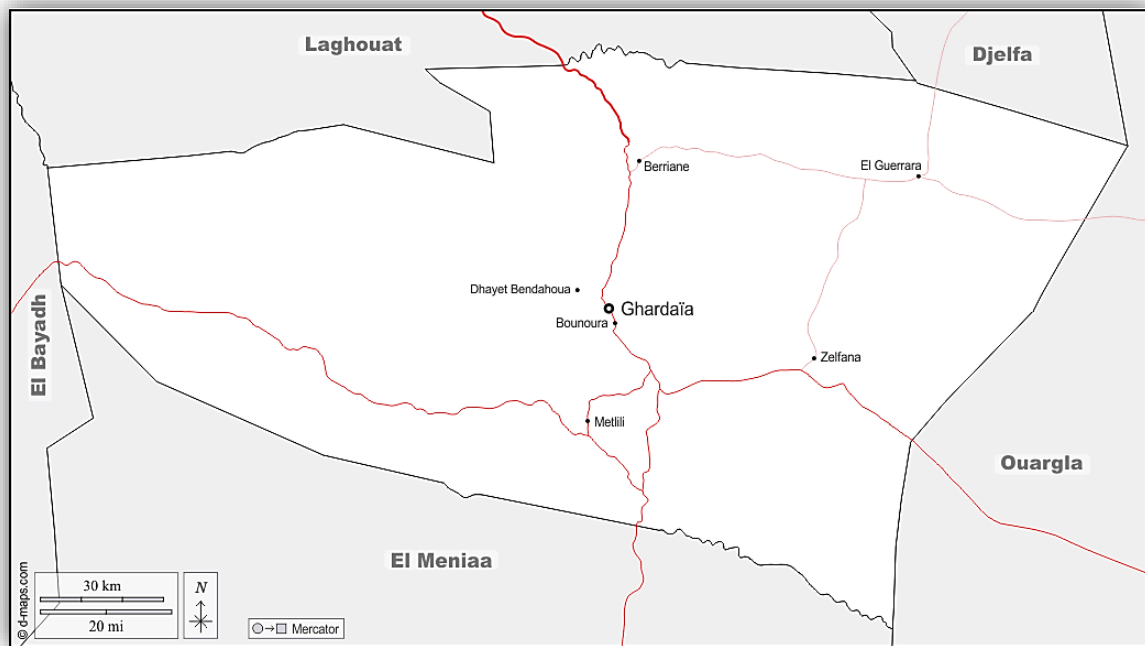 Laghouat
Djelfa
Berriane
El Guerrara
Dhayet Bendahoua
Ghardaïa
Bounoura
El Bayadh
Zelfana
Metlili
Ouargla
El Meniaa
© d-maps.com
30 km
20 mi
N
Mercator